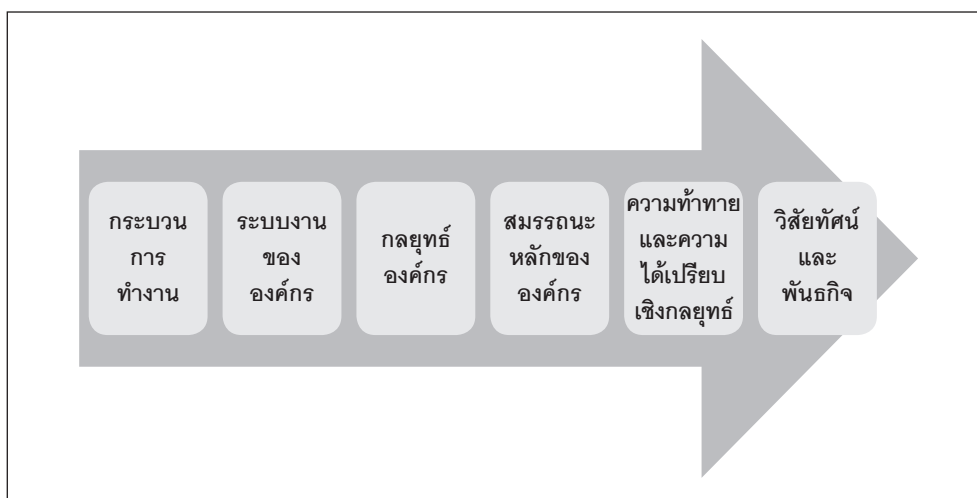 กระบวน
การ
ทำงาน
ระบบงาน
ของ
องค์กร
กลยุทธ์
องค์กร
สมรรถนะ
หลักของ
องค์กร
ความท้าทาย
และความ
ได้เปรียบ
เชิงกลยุทธ์
วิสัยทัศน์
และ
พันธกิจ